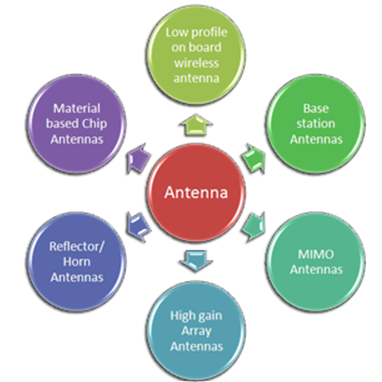 Low profile
on board
wireless
antenna
Material
based Chip
Antennas
Base
station
Antennas
Antenna
Reflector/
Horn
Antennas
MIMO
Antennas
High gain
Array
Antennas